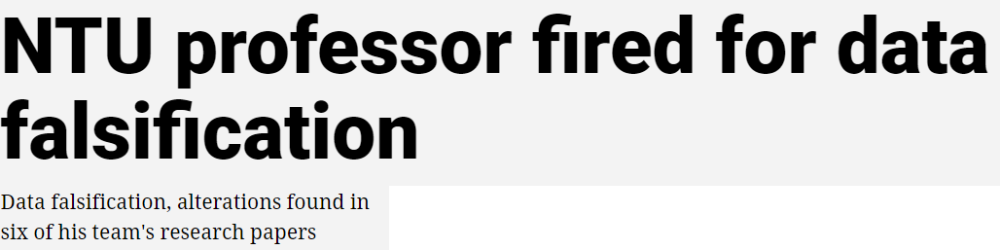 NTU professor fired for data
falsification
Data falsification, alterations found in
six of his team's research papers